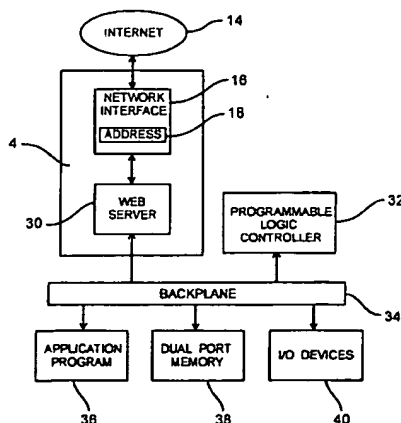 INTERNET
14
NETWORK
INTERFACE
16
ADDRESS
18
4
WEB
SERVER
30
PROGRAMMABLE
LOGIC
CONTROLLER
32
BACKPLANE
34
APPLICATION
PROGRAM
DUAL PORT
MEMORY
I/O DEVICES
36
38
40